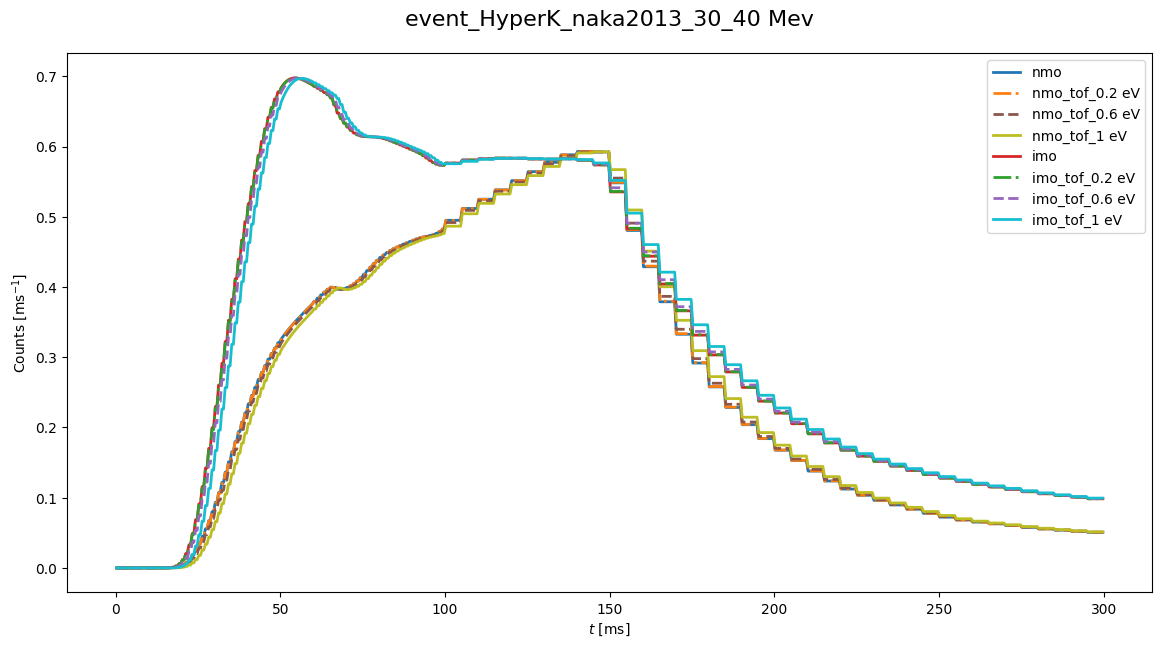 event_HyperK_naka2013_30_40 Mev
nmo
nmo_tof_0.2 eV
nmo_tof_0.6 eV
nmo_tof_1 eV
imo
imo_tof_0.2 eV
imo_tof_0.6 eV
imo_tof_1 eV
Counts [ms⁻¹]
0.7
0.6
0.5
0.4
0.3
0.2
0.1
0.0
0 50 100 150 200 250 300
t [ms]